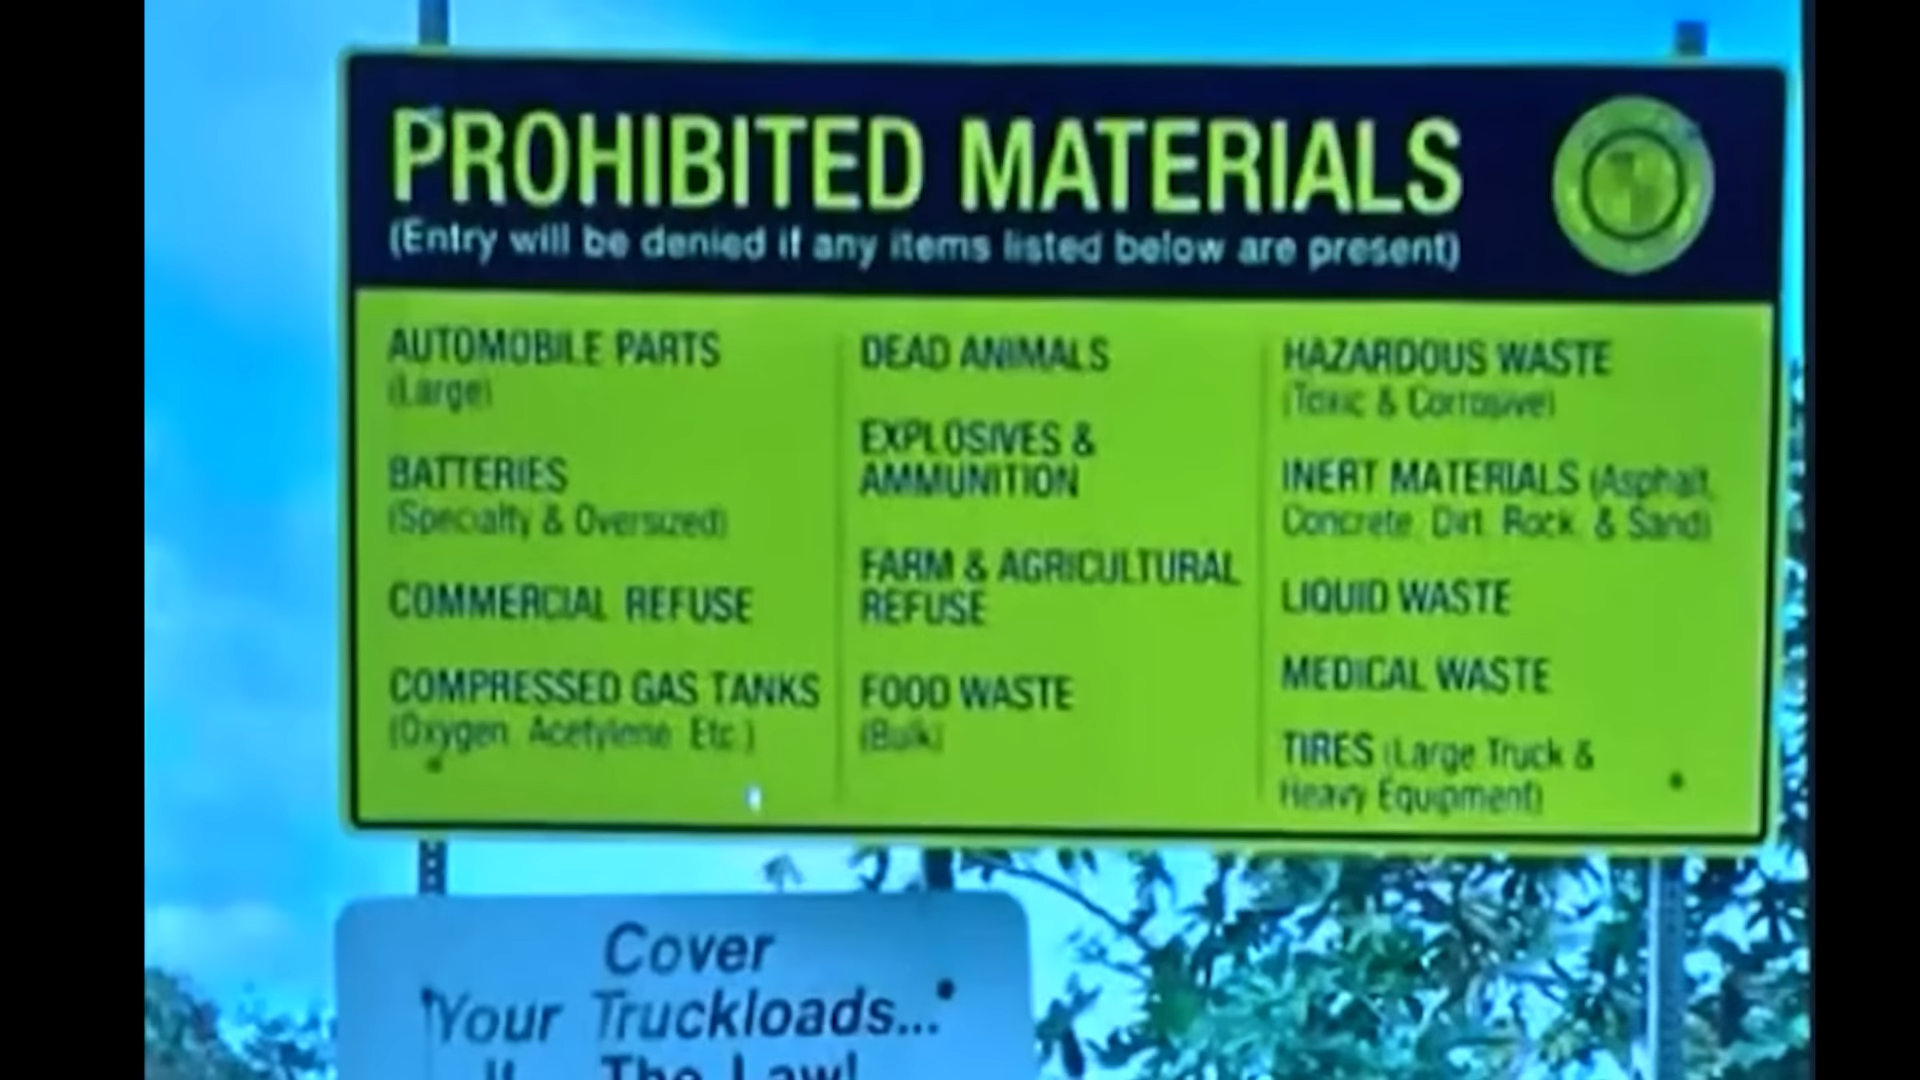 PROHIBITED MATERIALS
(Entry will be denied if any items listed below are present)
AUTOMOBILE PARTS
(Large)
BATTERIES
(Specialty & Oversized)
COMMERCIAL REFUSE
COMPRESSED GAS TANKS
(Oxygen, Acetylene, Etc.)
DEAD ANIMALS
EXPLOSIVES &
AMMUNITION
FARM & AGRICULTURAL
REFUSE
FOOD WASTE
(Bulk)
HAZARDOUS WASTE
(Toxic & Corrosive)
INERT MATERIALS (Asphalt,
Concrete, Dirt, Rock, & Sand)
LIQUID WASTE
MEDICAL WASTE
TIRES (Large Truck &
Heavy Equipment)
Cover
Your Truckloads...
The Law!